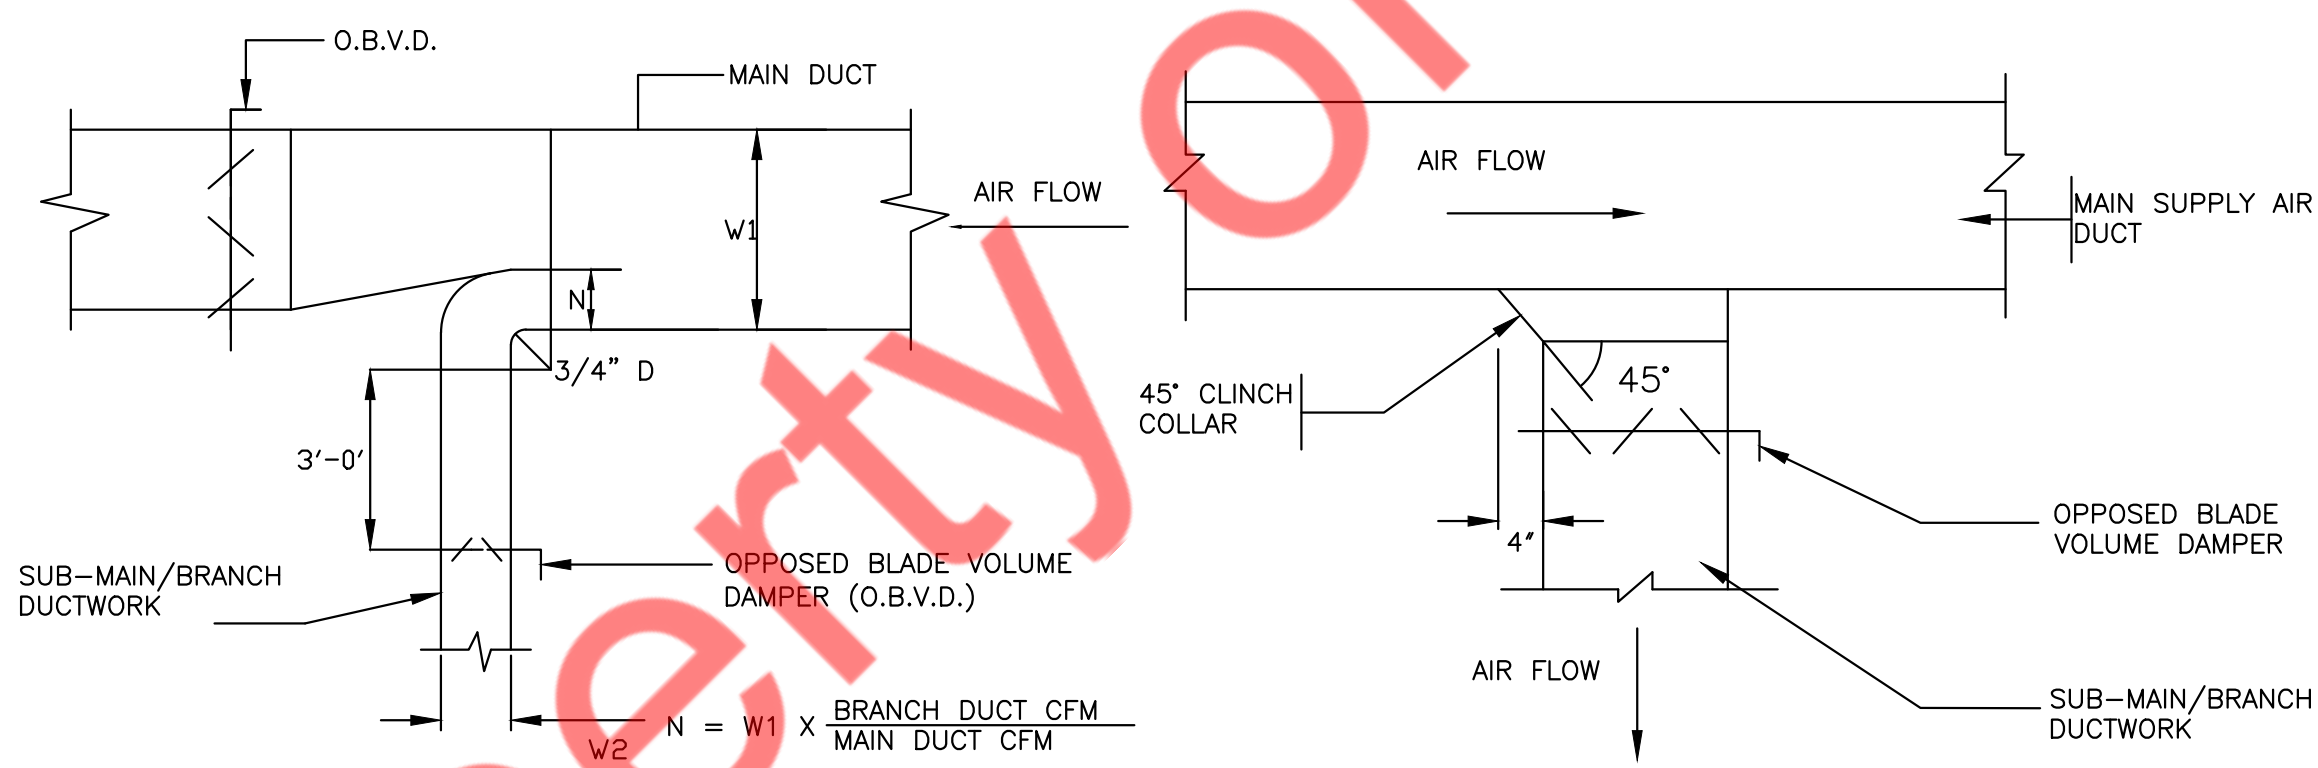 O.B.V.D.
MAIN DUCT
AIR FLOW
W1
N
3/4" D
3'-0'
SUB-MAIN/BRANCH
DUCTWORK
OPPOSED BLADE VOLUME
DAMPER (O.B.V.D.)
W2
N = W1 X BRANCH DUCT CFM
MAIN DUCT CFM
AIR FLOW
MAIN SUPPLY AIR
DUCT
45° CLINCH
COLLAR
45°
4"
OPPOSED BLADE
VOLUME DAMPER
AIR FLOW
SUB-MAIN/BRANCH
DUCTWORK
erty or